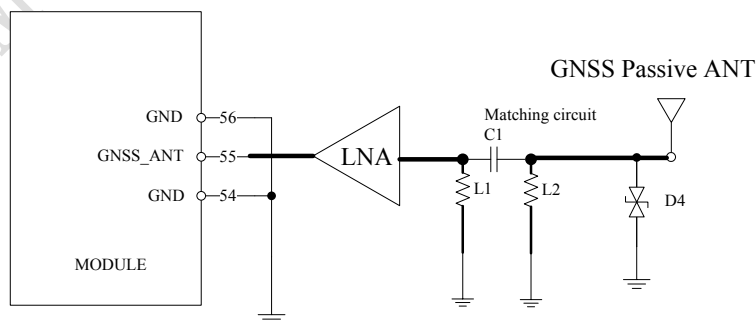 GNSS Passive ANT
Matching circuit
C1
GND 56
GNSS_ANT 55
LNA
GND 54
L1
L2
D4
MODULE